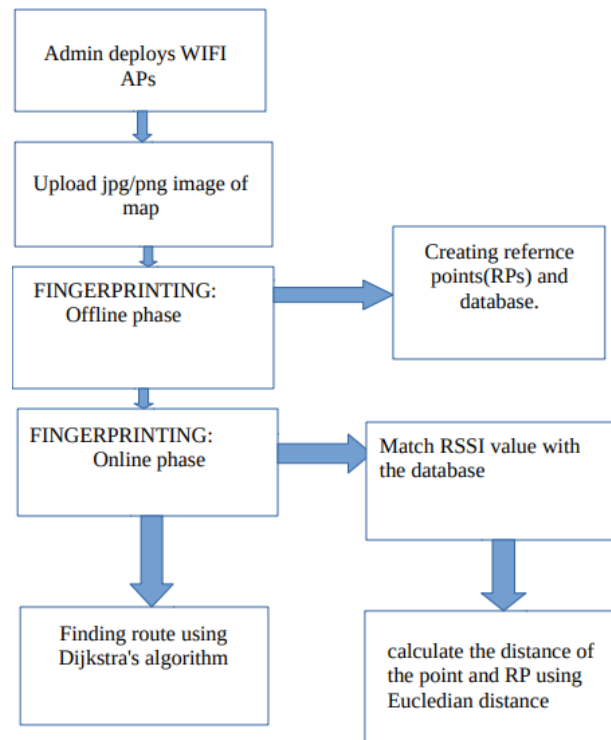 Admin deploys WIFI
APs
Upload jpg/png image of
map
FINGERPRINTING:
Offline phase
Creating refernce
points(RPs) and
database.
FINGERPRINTING:
Online phase
Match RSSI value with
the database
Finding route using
Dijkstra's algorithm
calculate the distance of
the point and RP using
Eucledian distance